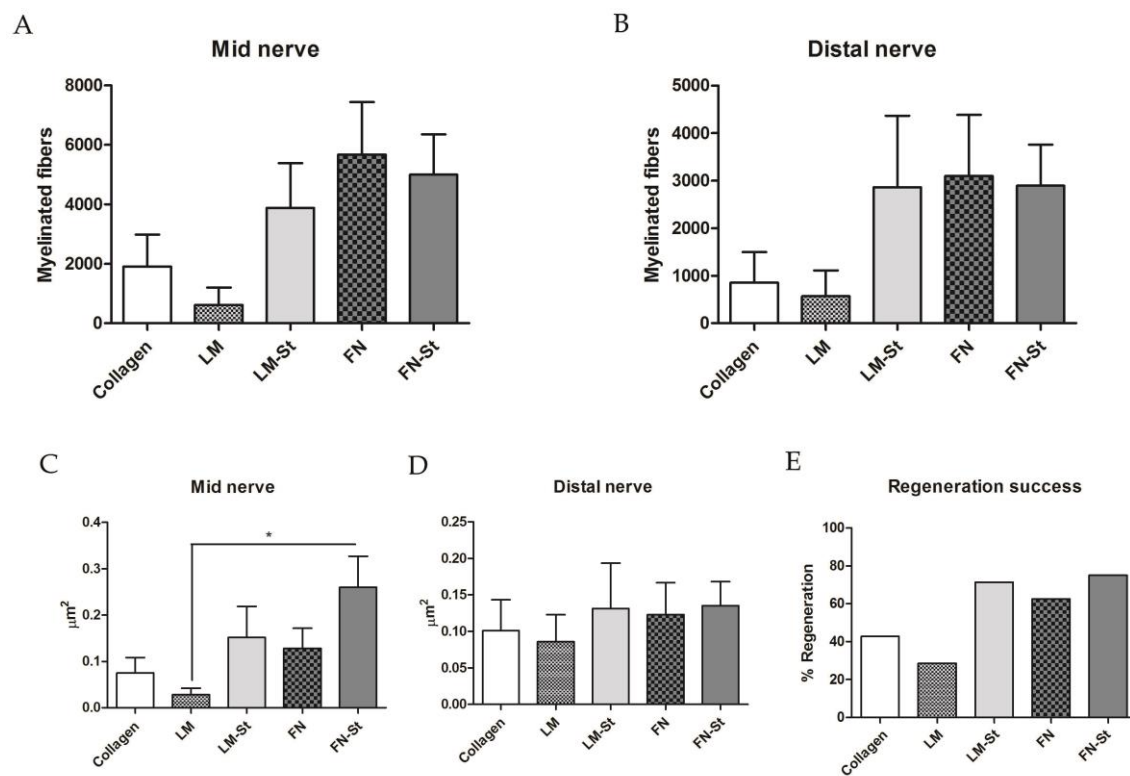 A
Mid nerve
Myelinated fibers
8000
6000
4000
2000
0
Collagen
LM
LM-St
FN
FN-St
B
Distal nerve
Myelinated fibers
5000
4000
3000
2000
1000
0
Collagen
LM
LM-St
FN
FN-St
C
Mid nerve
μm²
0.4
0.3
0.2
0.1
0.0
*
Collagen
LM
LM-St
FN
FN-St
D
Distal nerve
μm²
0.25
0.20
0.15
0.10
0.05
0.00
Collagen
LM
LM-St
FN
FN-St
E
Regeneration success
% Regeneration
100
80
60
40
20
0
Collagen
LM
LM-St
FN
FN-St